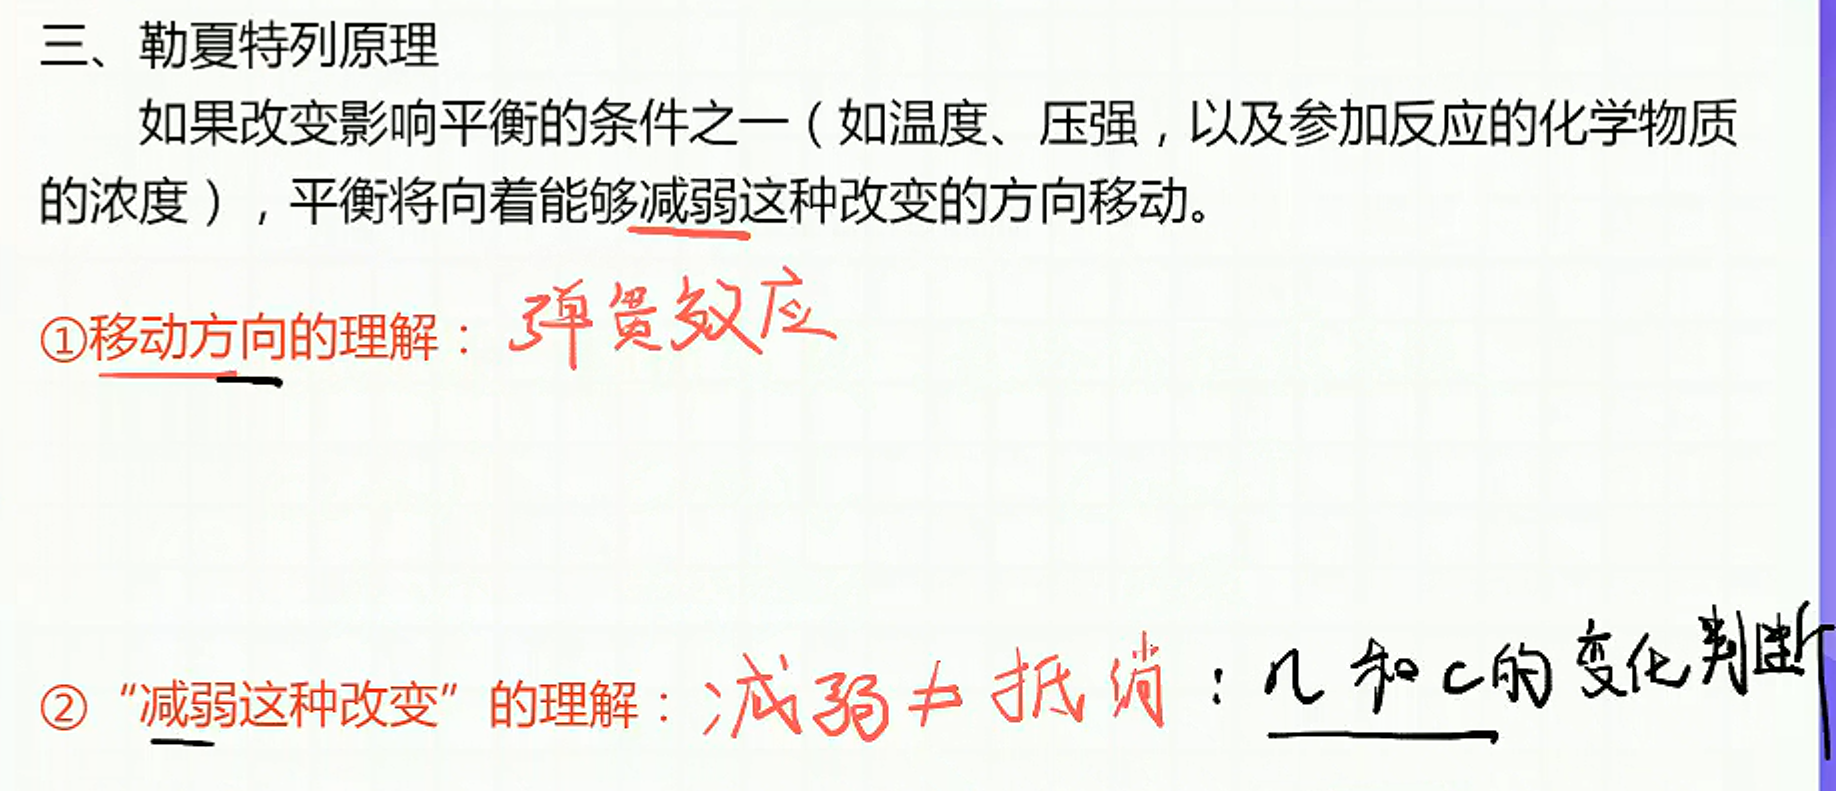 三、勒夏特列原理
如果改变影响平衡的条件之一（如温度、压强，以及参加反应的化学物质
的浓度），平衡将向着能够减弱这种改变的方向移动。
①移动方向的理解：弹簧效应
②“减弱这种改变”的理解：减弱≠抵消：n和c的变化判断